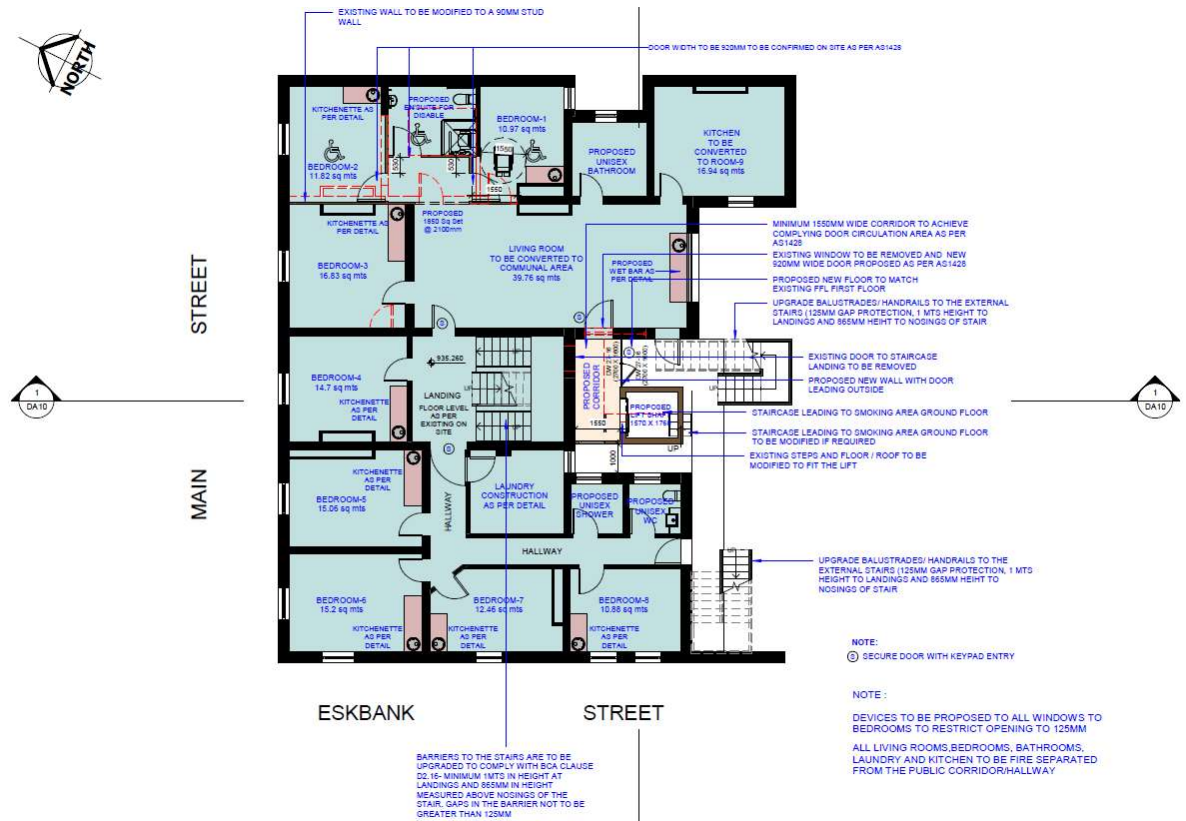 EXISTING WALL TO BE MODIFIED TO A 90MM STUD
WALL
DOOR WIDTH TO BE 920MM TO BE CONFIRMED ON SITE AS PER AS1428
NORTH
KITCHENETTE AS
PER DETAIL
BEDROOM-2
11.82 sq mts
PROPOSED
ENSUITE FOR
DISABLE
BEDROOM-1
10.97 sq mts
1550
530
530
1550
PROPOSED
UNISEX
BATHROOM
KITCHEN
TO BE
CONVERTED
TO ROOM-9
16.94 sq mts
KITCHENETTE AS
PER DETAIL
BEDROOM-3
16.83 sq mts
PROPOSED
@ 2100mm
LIVING ROOM
TO BE CONVERTED TO
COMMUNAL AREA
39.76 sq mts
PROPOSED
WET BAR AS
PER DETAIL
MINIMUM 1550MM WIDE CORRIDOR TO ACHIEVE
COMPLYING DOOR CIRCULATION AREA AS PER
AS1428
EXISTING WINDOW TO BE REMOVED AND NEW
920MM WIDE DOOR PROPOSED AS PER AS1428
PROPOSED NEW FLOOR TO MATCH
EXISTING FFL FIRST FLOOR
UPGRADE BALUSTRADES/ HANDRAILS TO THE EXTERNAL
STAIRS (125MM GAP PROTECTION, 1 MTS HEIGHT TO
LANDINGS AND 865MM HEIHT TO NOSINGS OF STAIR
EXISTING DOOR TO STAIRCASE
LANDING TO BE REMOVED
PROPOSED NEW WALL WITH DOOR
LEADING OUTSIDE
STAIRCASE LEADING TO SMOKING AREA GROUND FLOOR
STAIRCASE LEADING TO SMOKING AREA GROUND FLOOR
TO BE MODIFIED IF REQUIRED
EXISTING STEPS AND FLOOR / ROOF TO BE
MODIFIED TO FIT THE LIFT
STREET
MAIN
1
DA10
1
DA10
S
S
S
S
935.260
LANDING
FLOOR LEVEL
AS PER
EXISTING ON
SITE
UP
BEDROOM-4
14.7 sq mts
KITCHENETTE
AS PER
DETAIL
PROPOSED
CORRIDOR
1550
PROPOSED
LIFT SHAFT
UP
UP
1000
BEDROOM-5
15.06 sq mts
KITCHENETTE
AS PER
DETAIL
HALLWAY
LAUNDRY
CONSTRUCTION
AS PER DETAIL
PROPOSED
UNISEX
SHOWER
PROPOSED
UNISEX
WC
HALLWAY
BEDROOM-6
15.2 sq mts
KITCHENETTE
AS PER
DETAIL
BEDROOM-7
12.46 sq mts
KITCHENETTE
AS PER
DETAIL
BEDROOM-8
10.88 sq mts
KITCHENETTE
AS PER
DETAIL
UPGRADE BALUSTRADES/ HANDRAILS TO THE
EXTERNAL STAIRS (125MM GAP PROTECTION, 1 MTS
HEIGHT TO LANDINGS AND 865MM HEIHT TO
NOSINGS OF STAIR
NOTE:
S SECURE DOOR WITH KEYPAD ENTRY
NOTE :
DEVICES TO BE PROPOSED TO ALL WINDOWS TO
BEDROOMS TO RESTRICT OPENING TO 125MM
ALL LIVING ROOMS,BEDROOMS, BATHROOMS,
LAUNDRY AND KITCHEN TO BE FIRE SEPARATED
FROM THE PUBLIC CORRIDOR/HALLWAY
ESKBANK STREET
BARRIERS TO THE STAIRS ARE TO BE
UPGRADED TO COMPLY WITH BCA CLAUSE
D2.16- MINIMUM 1MTS IN HEIGHT AT
LANDINGS AND 865MM IN HEIGHT
MEASURED ABOVE NOSINGS OF THE
STAIR. GAPS IN THE BARRIER NOT TO BE
GREATER THAN 125MM